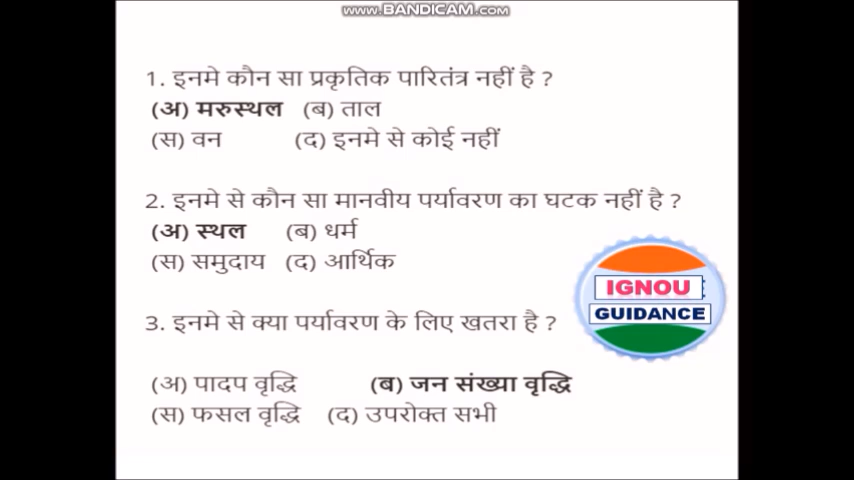 www.BANDICAM.com
1. इनमे कौन सा प्रकृतिक पारितंत्र नहीं है ?
(अ) मरुस्थल (ब) ताल
(स) वन (द) इनमे से कोई नहीं
2. इनमे से कौन सा मानवीय पर्यावरण का घटक नहीं है ?
(अ) स्थल (ब) धर्म
(स) समुदाय (द) आर्थिक
IGNOU
GUIDANCE
3. इनमे से क्या पर्यावरण के लिए खतरा है ?
(अ) पादप वृद्धि (ब) जन संख्या वृद्धि
(स) फसल वृद्धि (द) उपरोक्त सभी